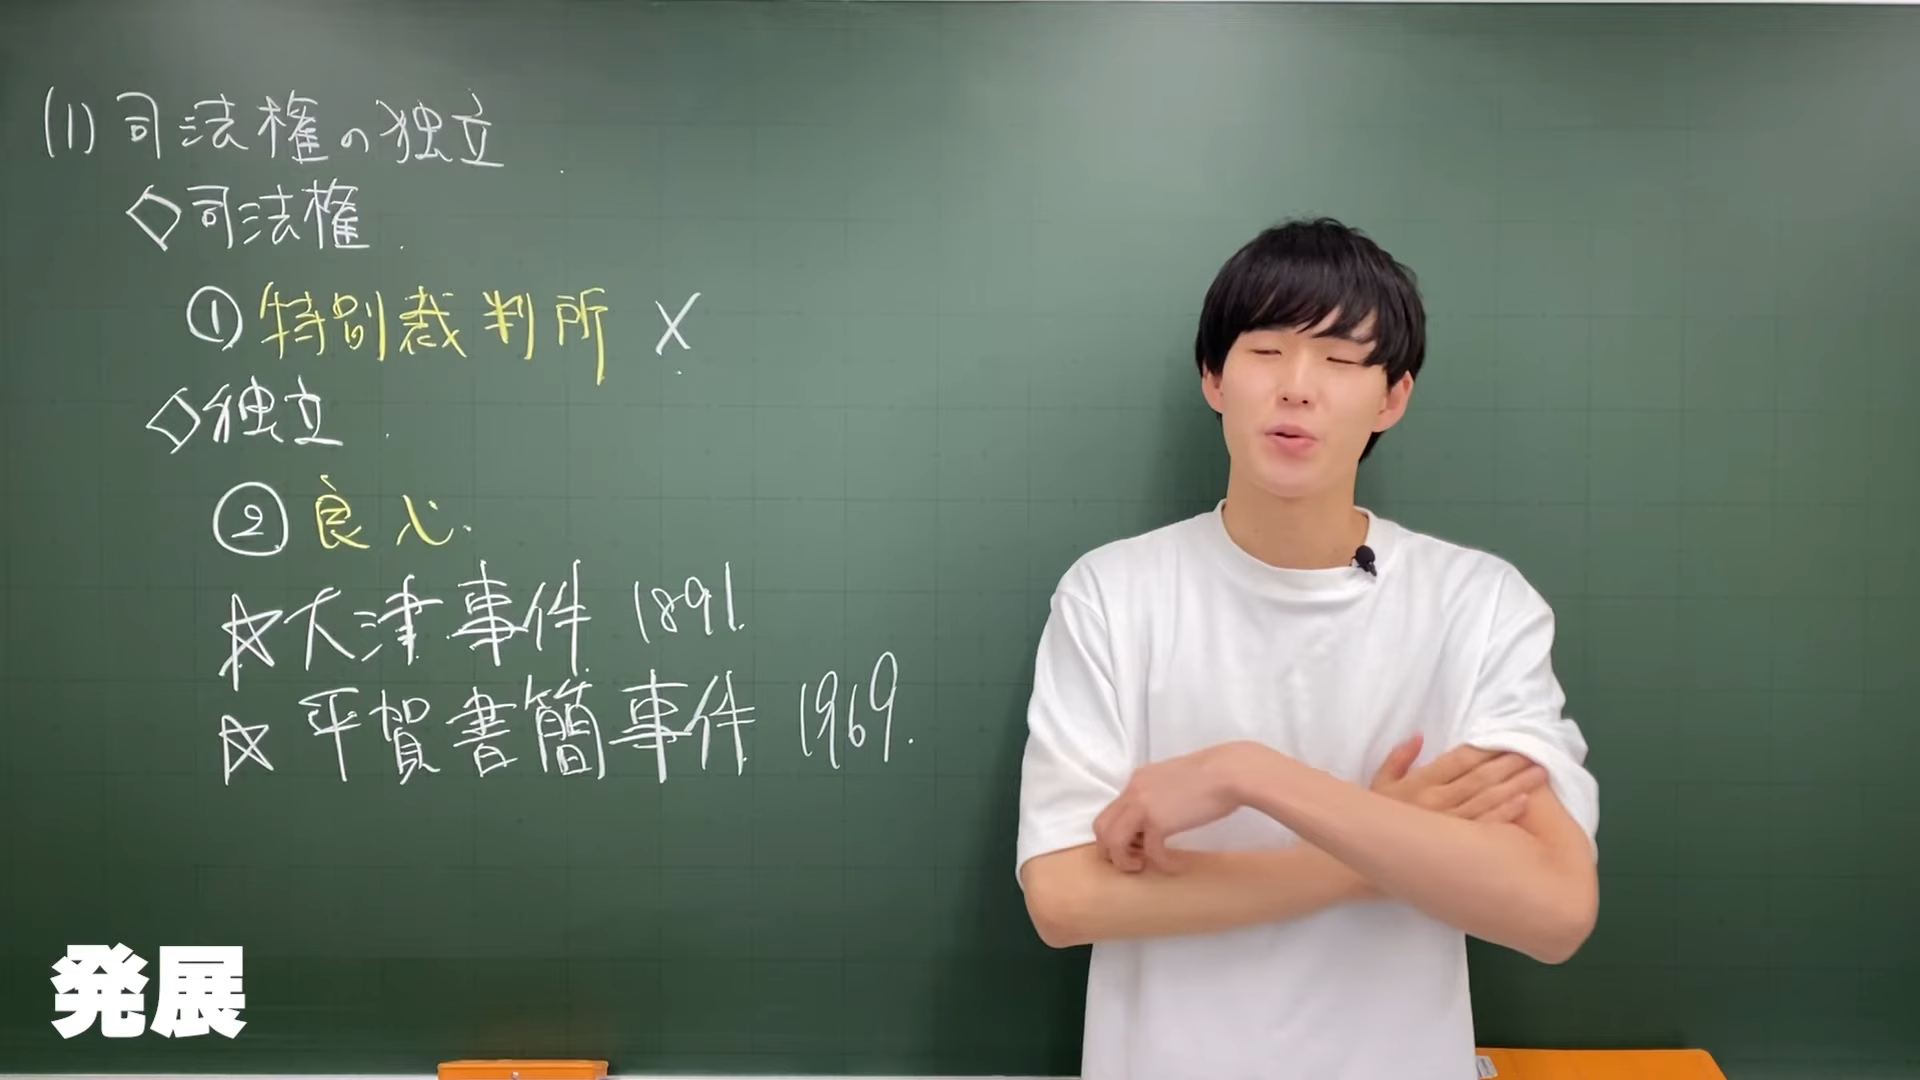 (1) 司法権の独立
◇司法権
① 特別裁判所 X
◇独立
② 良心
☆大津事件 1891
☆平賀書簡事件 1969
発展